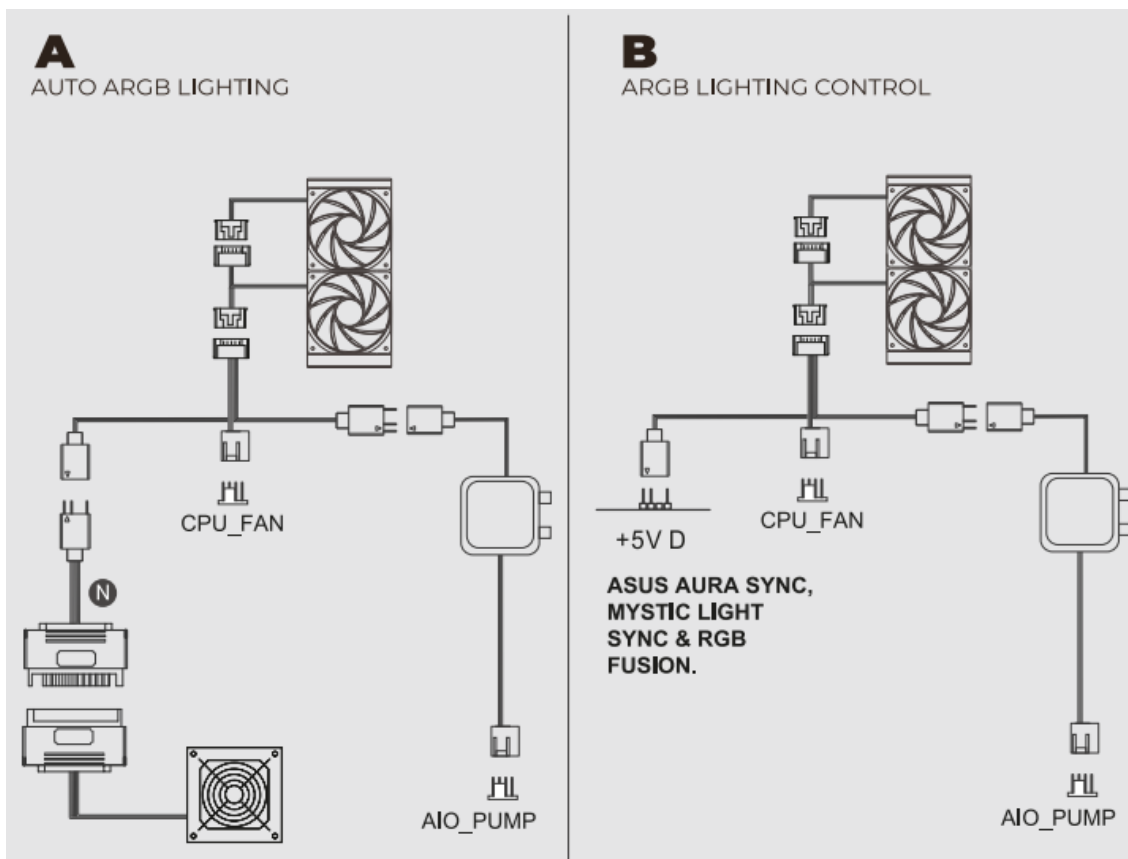 A
AUTO ARGB LIGHTING
CPU_FAN
N
AIO_PUMP
B
ARGB LIGHTING CONTROL
CPU_FAN
+5V D
ASUS AURA SYNC,
MYSTIC LIGHT
SYNC & RGB
FUSION.
AIO_PUMP